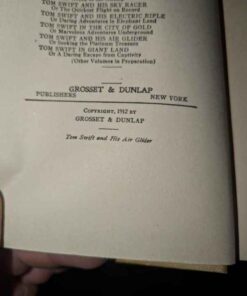 TOM SWIFT AND HIS SKY RACER
Or The Quickest Flight on Record
TOM SWIFT AND HIS ELECTRIC RIFLE
Or Daring Adventures in Elephant Land
TOM SWIFT IN THE CITY OF GOLD
Or Marvelous Adventures Underground
TOM SWIFT AND HIS AIR GLIDER
Or Seeking the Platinum Treasure
TOM SWIFT IN GIANT LAND
Or A Daring Escape from Captivity
(Other Volumes in Preparation)
GROSSET & DUNLAP
PUBLISHERS NEW YORK
COPYRIGHT, 1912 BY
GROSSET & DUNLAP
Tom Swift and His Air Glider